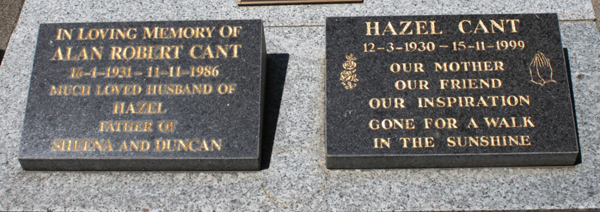 IN LOVING MEMORY OF
ALAN ROBERT CANT
16-4-1931 - 11-11-1986
MUCH LOVED HUSBAND OF
HAZEL
FATHER OF
SHEENA AND DUNCAN
HAZEL CANT
12-3-1930 - 15-11-1999
OUR MOTHER
OUR FRIEND
OUR INSPIRATION
GONE FOR A WALK
IN THE SUNSHINE